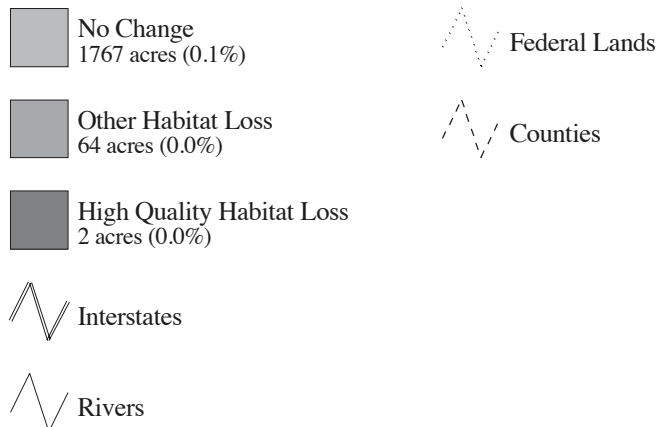 No Change
1767 acres (0.1%)
Other Habitat Loss
64 acres (0.0%)
High Quality Habitat Loss
2 acres (0.0%)
Interstates
Rivers
Federal Lands
Counties